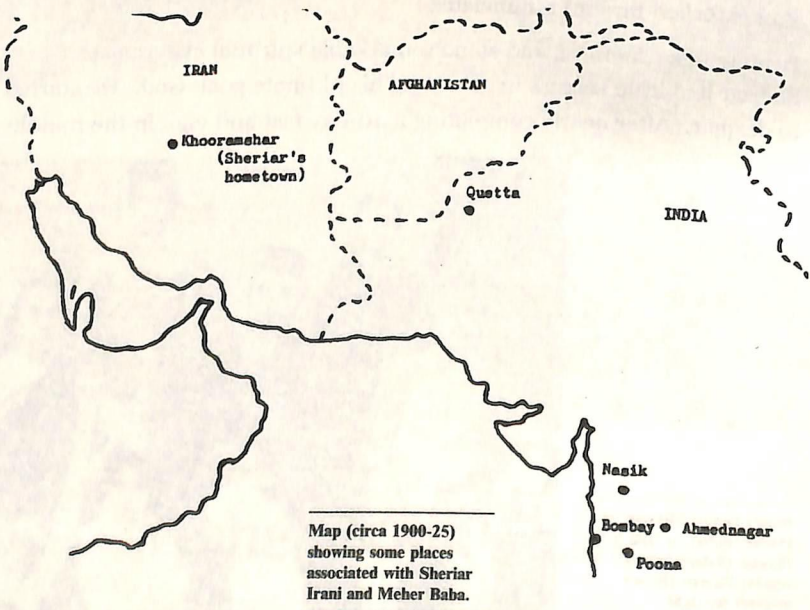 IRAN
AFGHANISTAN
Khooramshar
(Sheriar's
hometown)
Quetta
INDIA
Nasik
Bombay
Ahmednagar
Poona
Map (circa 1900-25)
showing some places
associated with Sheriar
Irani and Meher Baba.